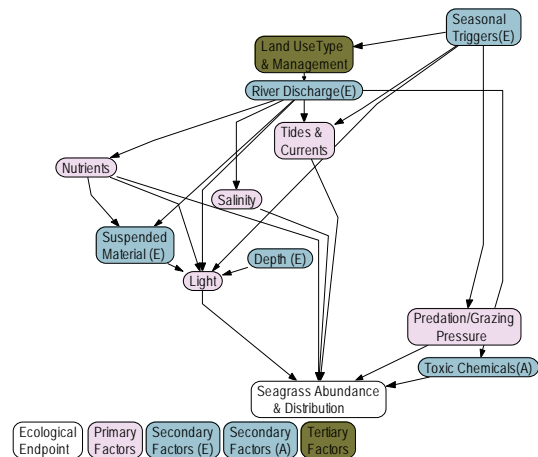 Seasonal
Triggers(E)
Land UseType
& Management
River Discharge(E)
Tides &
Currents
Nutrients
Salinity
Suspended
Material (E)
Depth (E)
Light
Predation/Grazing
Pressure
Toxic Chemicals(A)
Seagrass Abundance
& Distribution
Ecological
Endpoint
Primary
Factors
Secondary
Factors (E)
Secondary
Factors (A)
Tertiary
Factors